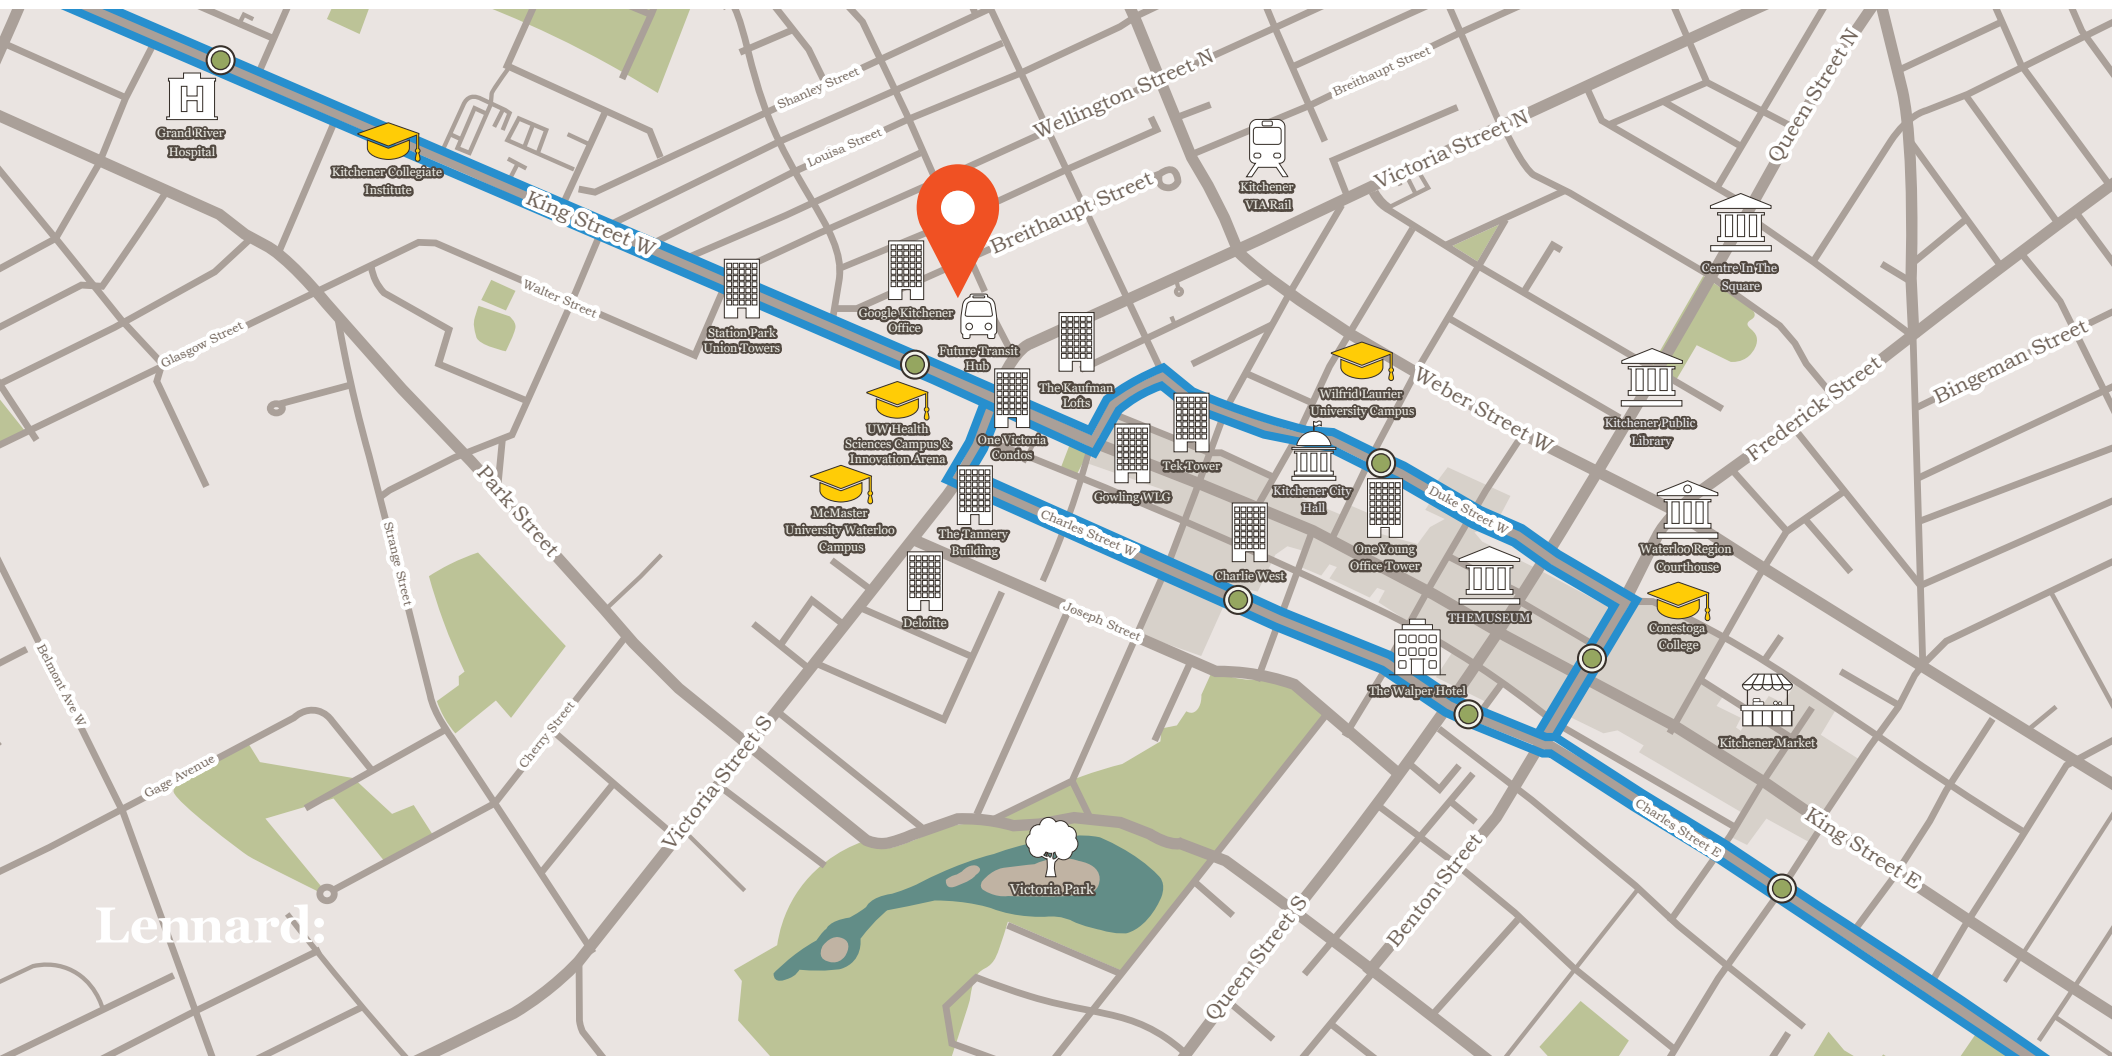 Queen Street N
Wellington Street N
Breithaupt Street
Shanley Street
Victoria Street N
Louisa Street
Grand River
Hospital
Kitchener Collegiate
Institute
Kitchener
VIA Rail
King Street W
Breithaupt Street
Centre In The
Square
Walter Street
Google Kitchener
Office
Station Park
Union Towers
Glasgow Street
Future Transit
Hub
Bingeman Street
The Kaufman
Lofts
Wilfrid Laurier
University Campus
Weber Street W
Frederick Street
Kitchener Public
Library
UW Health
Sciences Campus &
Innovation Arena
One Victoria
Condos
Tek Tower
Gowling WLG
Kitchener City
Hall
Duke Street W
Park Street
McMaster
University Waterloo
Campus
The Tannery
Building
Charles Street W
One Young
Office Tower
Waterloo Region
Courthouse
Strange Street
Charlie West
Deloitte
Joseph Street
THEMUSEUM
Conestoga
College
Belmont Ave W
The Walper Hotel
Kitchener Market
Cherry Street
Gage Avenue
Victoria Street S
Charles Street E
King Street E
Victoria Park
Benton Street
Queen Street S
Lennard:
H